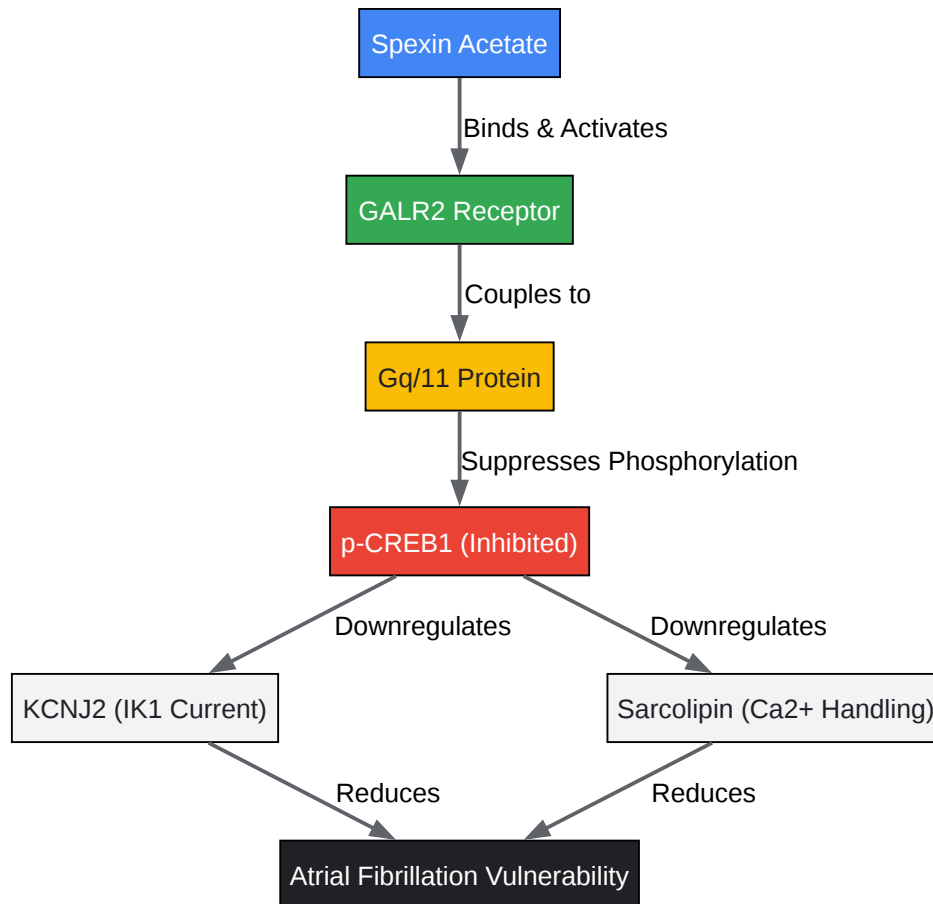 Spexin Acetate
Binds & Activates
GALR2 Receptor
Couples to
Gq/11 Protein
Suppresses Phosphorylation
p-CREB1 (Inhibited)
Downregulates
Downregulates
KCNJ2 (IK1 Current)
Sarcolipin (Ca2+ Handling)
Reduces
Reduces
Atrial Fibrillation Vulnerability